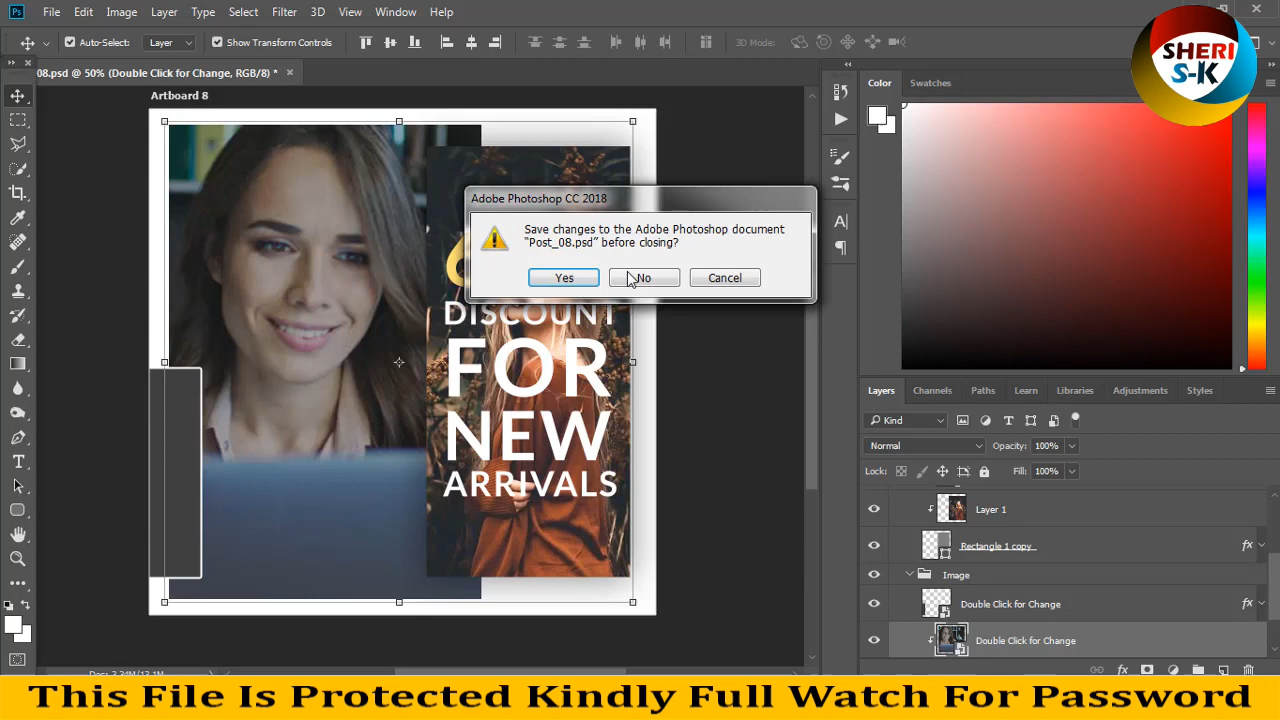 Ps File Edit Image Layer Type Select Filter 3D View Window Help
Auto-Select: Layer Show Transform Controls 3D Mode:
08.psd @ 50% (Double Click for Change, RGB/8) *
SHERI
S-K
Color Swatches
Artboard 8
Adobe Photoshop CC 2018
Save changes to the Adobe Photoshop document
"Post_08.psd" before closing?
Yes No Cancel
DISCOUNT
FOR
NEW
ARRIVALS
Layers Channels Paths Learn Libraries Adjustments Styles
Kind
Normal Opacity: 100%
Lock: Fill: 100%
Layer 1
Rectangle 1 copy
fx
Image
Double Click for Change
fx
Double Click for Change
fx
This File Is Protected Kindly Full Watch For Password